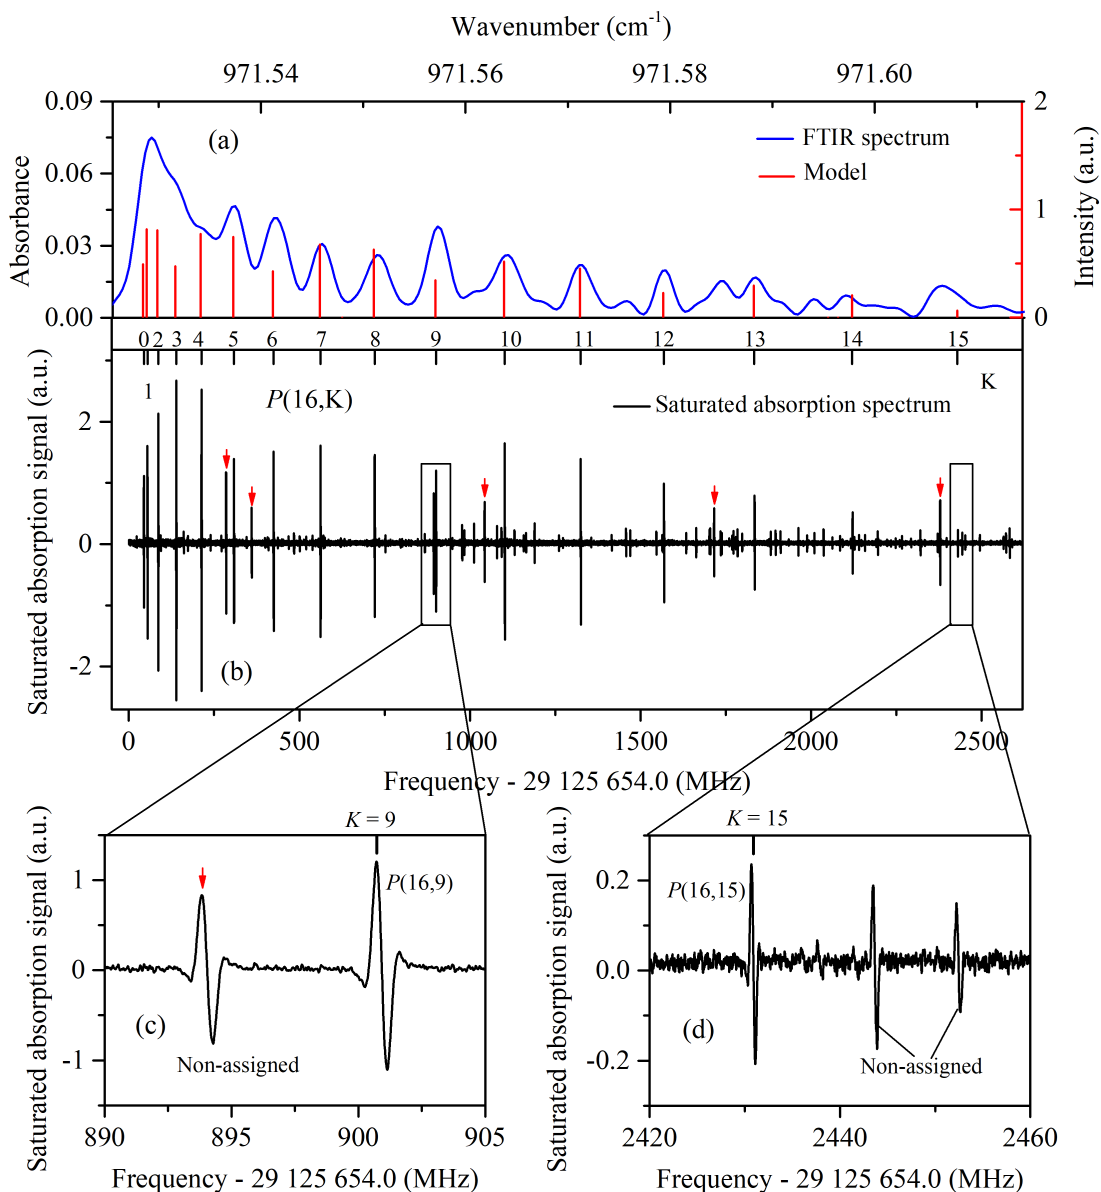 Wavenumber (cm-1)
971.54 971.56 971.58 971.60
0.09 2
(a)
FTIR spectrum
Model
0.06
0.03 1
0.00 0
Absorbance
Intensity (a.u.)
0 2 3 4 5 6 7 8 9 10 11 12 13 14 15
1
P(16,K)
K
Saturated absorption spectrum
2
0
-2
(b)
Saturated absorption signal (a.u.)
0 500 1000 1500 2000 2500
Frequency - 29 125 654.0 (MHz)
K = 9
P(16,9)
1
0
-1
(c)
Non-assigned
Saturated absorption signal (a.u.)
890 895 900 905
Frequency - 29 125 654.0 (MHz)
K = 15
P(16,15)
0.2
0.0
-0.2
(d)
Non-assigned
Saturated absorption signal (a.u.)
2420 2440 2460
Frequency - 29 125 654.0 (MHz)